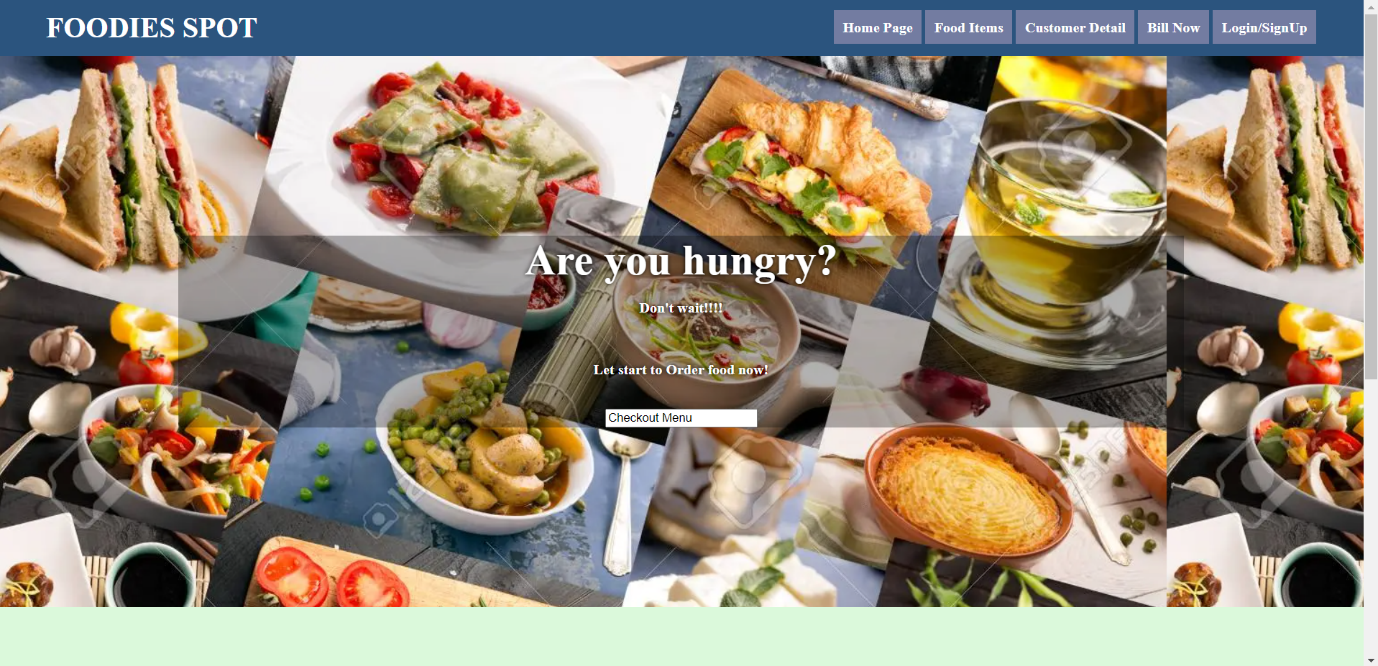 FOODIES SPOT
Home Page Food Items Customer Detail Bill Now Login/SignUp
Are you hungry?
Don't wait!!!!
Let start to Order food now!
Checkout Menu